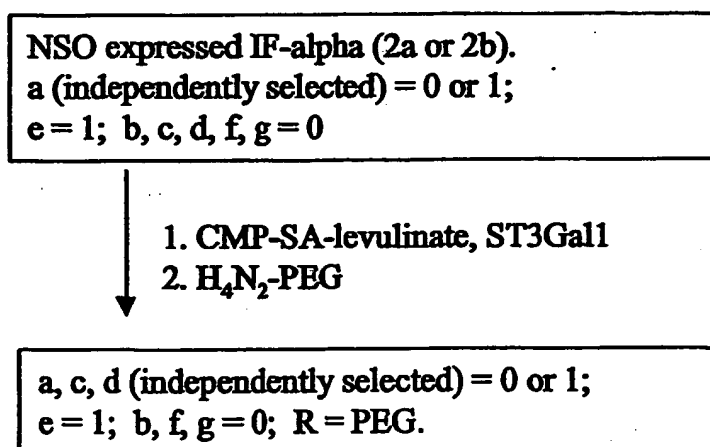 NSO expressed IF-alpha (2a or 2b).
a (independently selected) = 0 or 1;
e = 1; b, c, d, f, g = 0
1. CMP-SA-levulinate, ST3Gal1
2. H₄N₂-PEG
a, c, d (independently selected) = 0 or 1;
e = 1; b, f, g = 0; R = PEG.